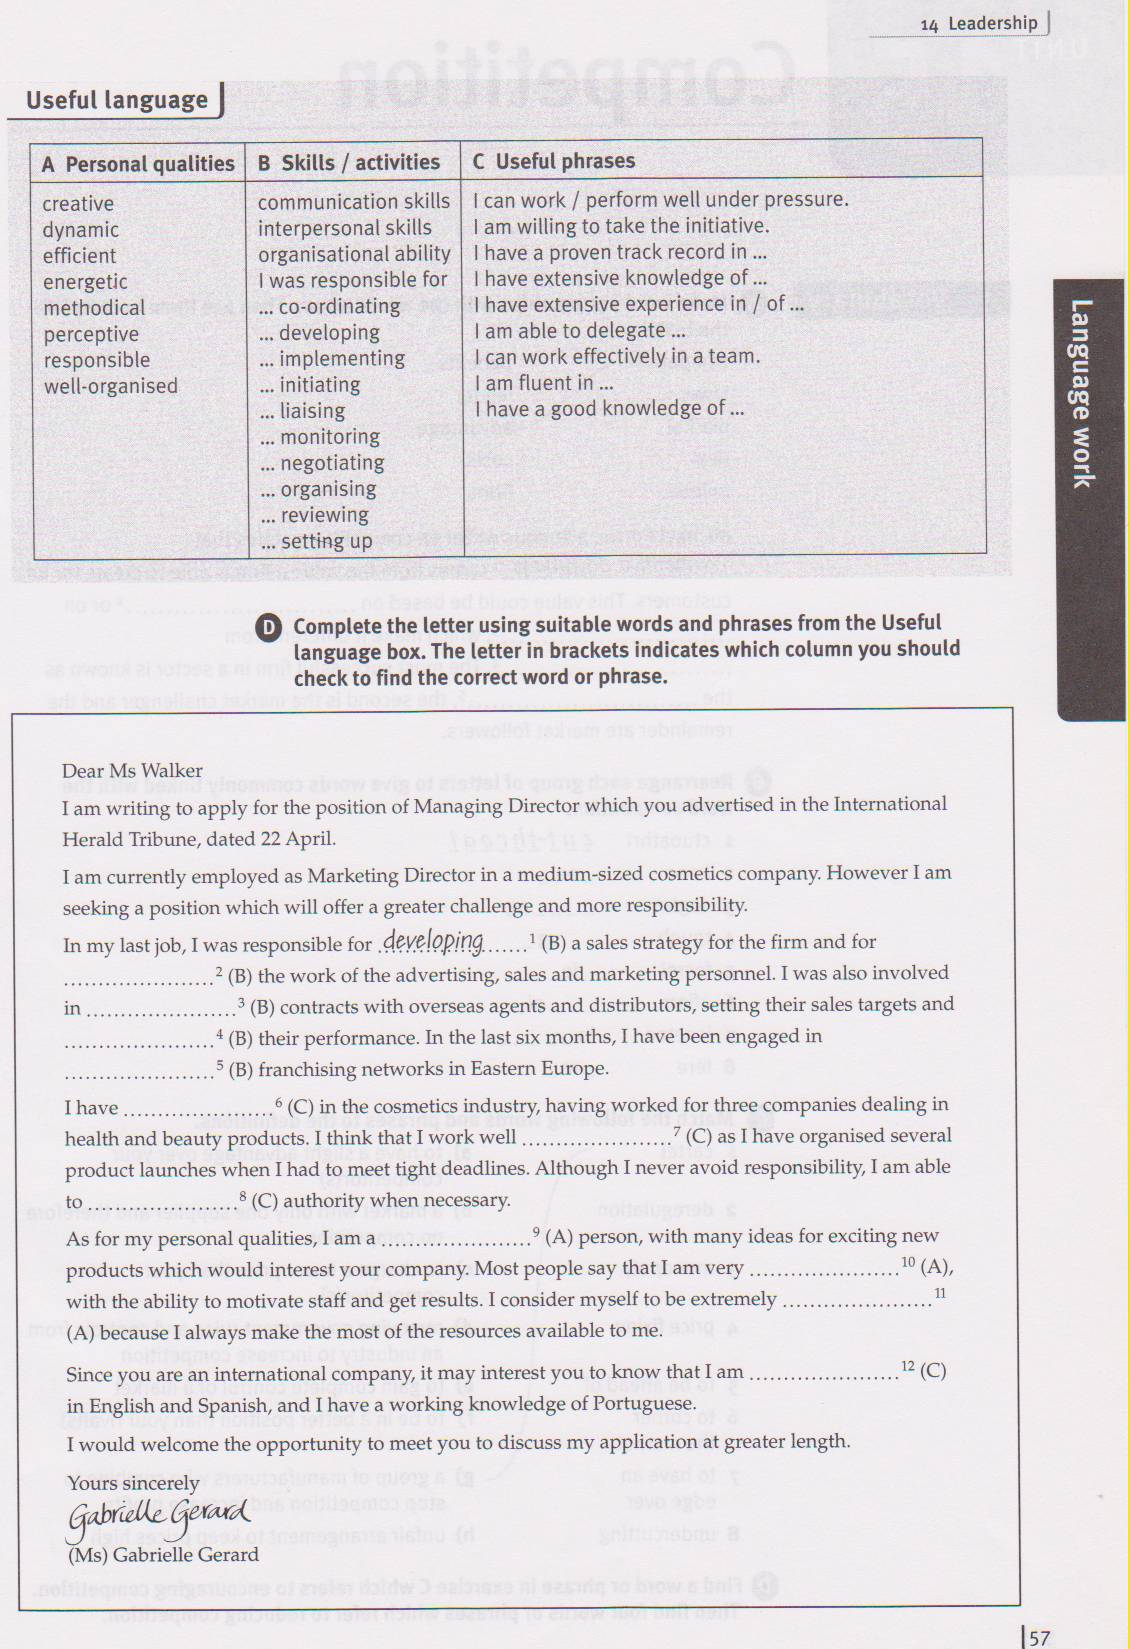 14 Leadership
Useful language
A Personal qualities
creative
dynamic
efficient
energetic
methodical
perceptive
responsible
well-organised
B Skills / activities
communication skills
interpersonal skills
organisational ability
I was responsible for
... co-ordinating
... developing
... implementing
... initiating
... liaising
... monitoring
... negotiating
... organising
... reviewing
... setting up
C Useful phrases
I can work / perform well under pressure.
I am willing to take the initiative.
I have a proven track record in ...
I have extensive knowledge of ...
I have extensive experience in / of ...
I am able to delegate ...
I can work effectively in a team.
I am fluent in ...
I have a good knowledge of ...
Language work
D Complete the letter using suitable words and phrases from the Useful
language box. The letter in brackets indicates which column you should
check to find the correct word or phrase.
Dear Ms Walker
I am writing to apply for the position of Managing Director which you advertised in the International
Herald Tribune, dated 22 April.
I am currently employed as Marketing Director in a medium-sized cosmetics company. However I am
seeking a position which will offer a greater challenge and more responsibility.
In my last job, I was responsible for developing ....... 1 (B) a sales strategy for the firm and for
...................... 2 (B) the work of the advertising, sales and marketing personnel. I was also involved
in ...................... 3 (B) contracts with overseas agents and distributors, setting their sales targets and
...................... 4 (B) their performance. In the last six months, I have been engaged in
...................... 5 (B) franchising networks in Eastern Europe.
I have ...................... 6 (C) in the cosmetics industry, having worked for three companies dealing in
health and beauty products. I think that I work well ...................... 7 (C) as I have organised several
product launches when I had to meet tight deadlines. Although I never avoid responsibility, I am able
to ...................... 8 (C) authority when necessary.
As for my personal qualities, I am a ...................... 9 (A) person, with many ideas for exciting new
products which would interest your company. Most people say that I am very ...................... 10 (A),
with the ability to motivate staff and get results. I consider myself to be extremely ...................... 11
(A) because I always make the most of the resources available to me.
Since you are an international company, it may interest you to know that I am ...................... 12 (C)
in English and Spanish, and I have a working knowledge of Portuguese.
I would welcome the opportunity to meet you to discuss my application at greater length.
Yours sincerely
Gabrielle Gerard
(Ms) Gabrielle Gerard
57